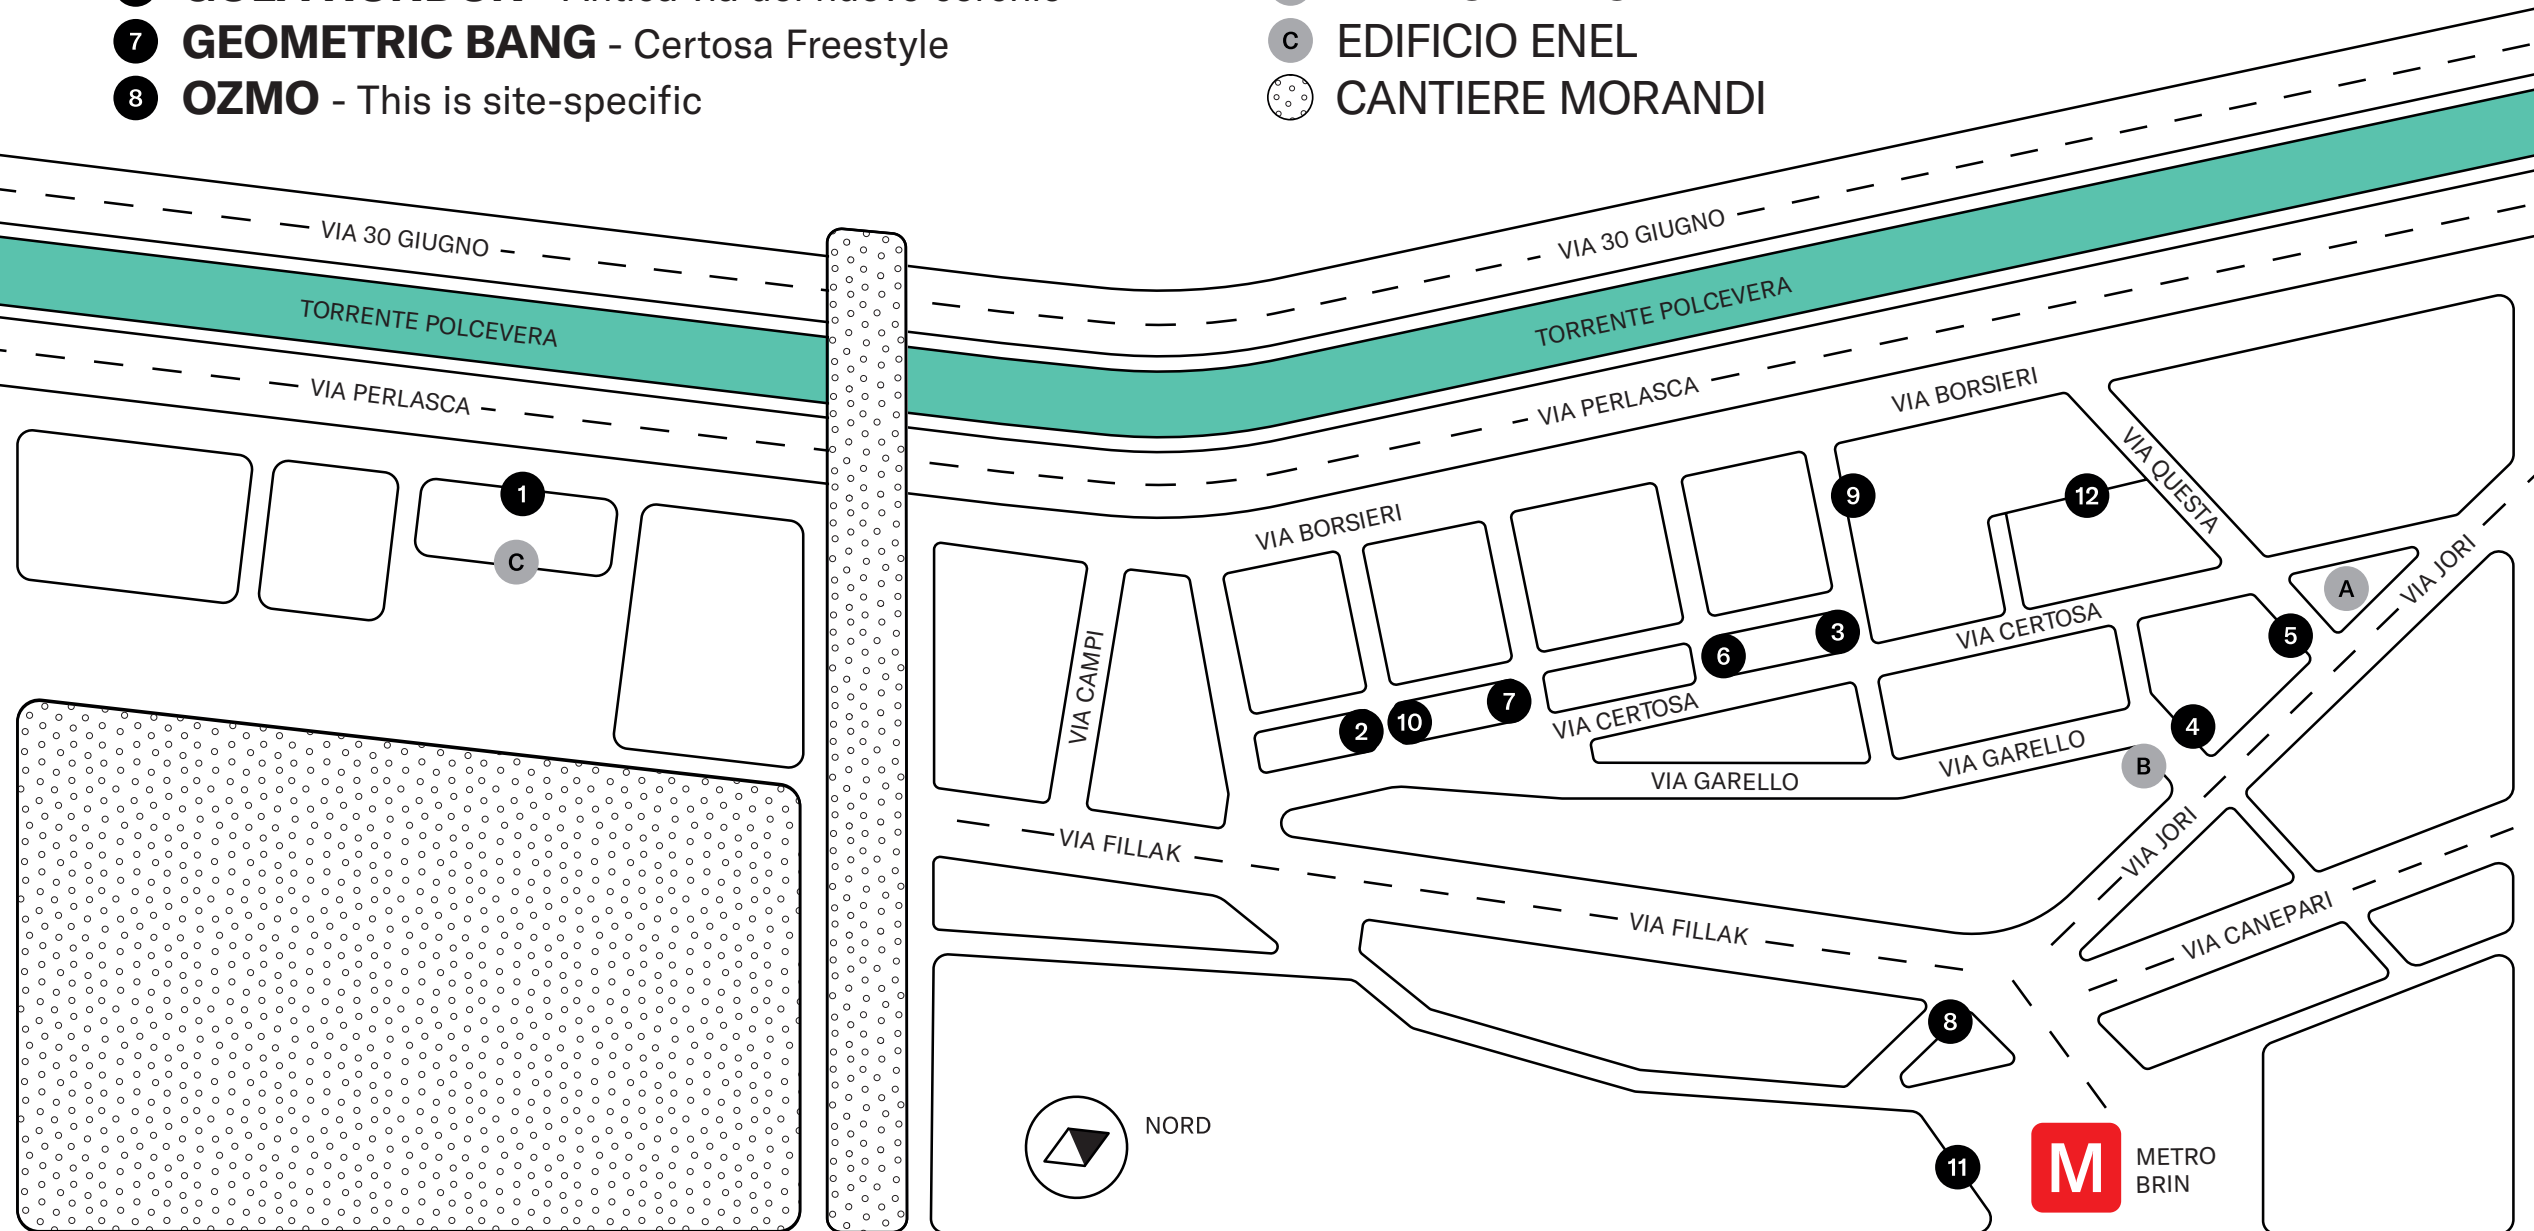 7 GEOMETRIC BANG - Certosa Freestyle
8 OZMO - This is site-specific
C EDIFICIO ENEL
CANTIERE MORANDI
VIA 30 GIUGNO
VIA 30 GIUGNO
TORRENTE POLCEVERA
TORRENTE POLCEVERA
VIA PERLASCA
VIA PERLASCA
VIA BORSIERI
VIA BORSIERI
VIA QUESTA
1
C
9
12
A
VIA JORI
VIA CAMPI
VIA CERTOSA
VIA CERTOSA
5
3
6
7
10
2
4
B
VIA GARELLO
VIA GARELLO
VIA JORI
VIA FILLAK
VIA FILLAK
VIA CANEPARI
8
NORD
11
M
METRO
BRIN